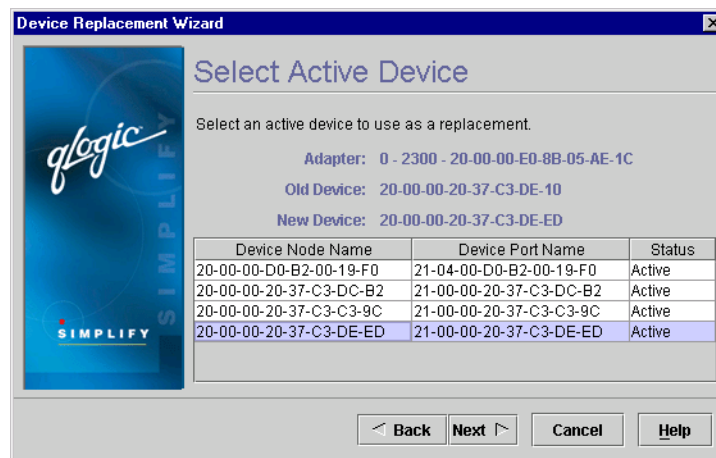 Device Replacement Wizard
Select Active Device
Select an active device to use as a replacement.
Adapter: 0 - 2300 - 20-00-00-E0-8B-05-AE-1C
Old Device: 20-00-00-20-37-C3-DE-10
New Device: 20-00-00-20-37-C3-DE-ED
Device Node Name Device Port Name Status
20-00-00-D0-B2-00-19-F0 21-04-00-D0-B2-00-19-F0 Active
20-00-00-20-37-C3-DC-B2 21-00-00-20-37-C3-DC-B2 Active
20-00-00-20-37-C3-C3-9C 21-00-00-20-37-C3-C3-9C Active
20-00-00-20-37-C3-DE-ED 21-00-00-20-37-C3-DE-ED Active
qlogic
SIMPLIFY
SIMPLIFY
Back Next Cancel Help